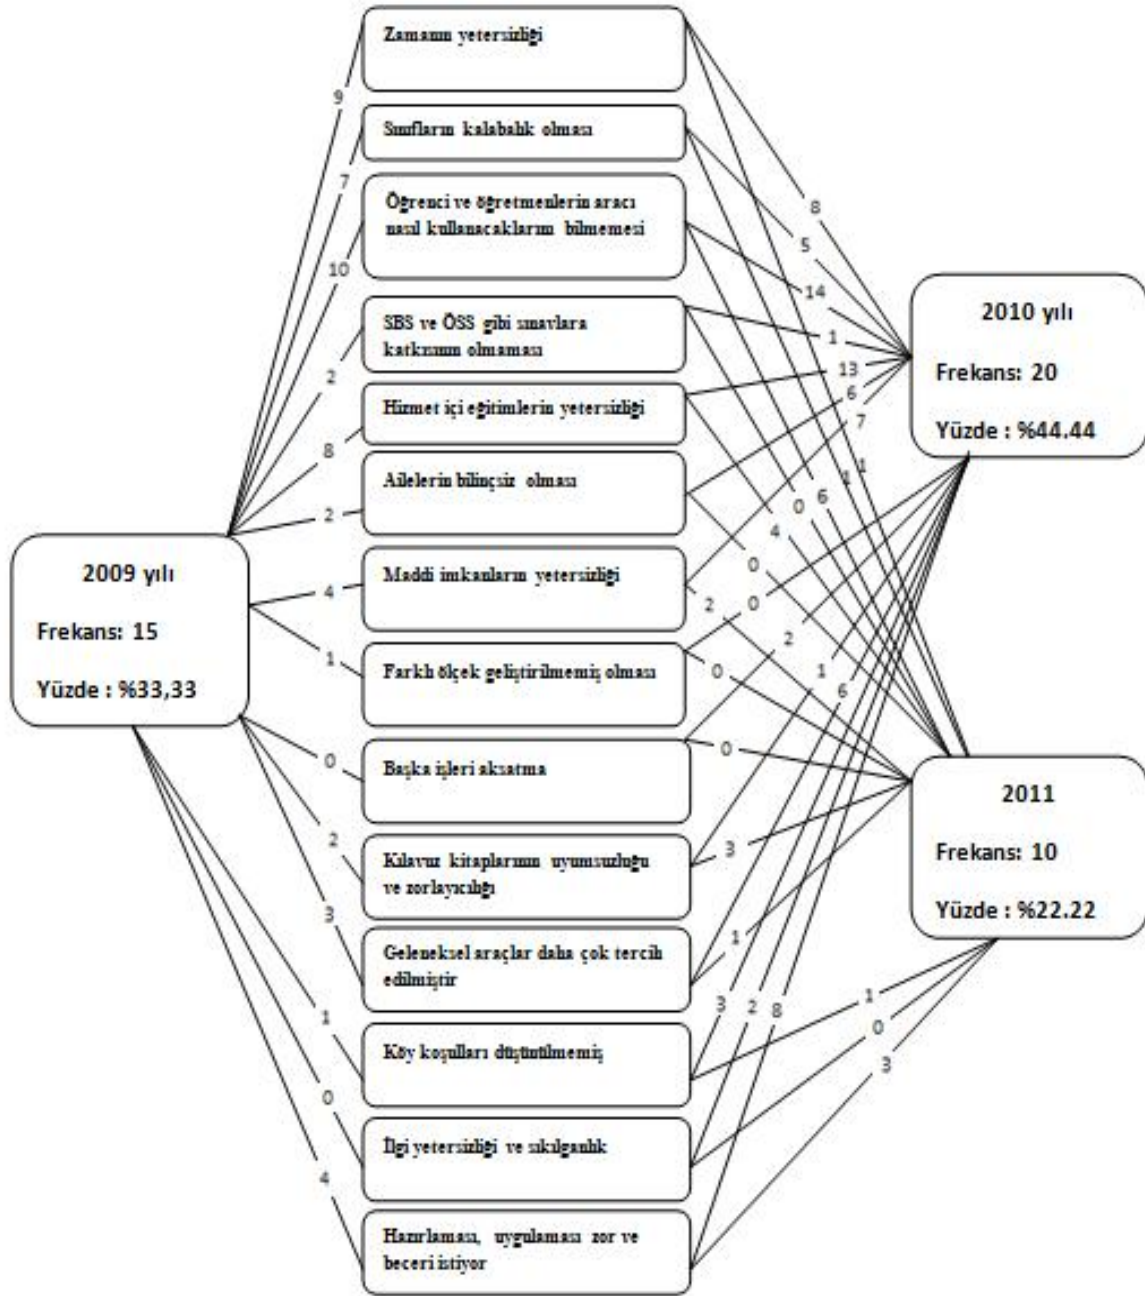 Zamanın yetersizliği
Sınıfların kalabalık olması
Öğrenci ve öğretmenlerin aracı
nasıl kullanacaklarını bilmemesi
SBS ve ÖSS gibi sınavlara
katkısının olmaması
Hizmet içi eğitimlerin yetersizliği
Ailelerin bilinçsiz olması
Maddi imkanların yetersizliği
Farklı ölçek geliştirilmemiş olması
Başka işleri aksatma
Kılavuz kitaplarının uyumsuzluğu
ve zorlayıcılığı
Geleneksel araçlar daha çok tercih
edilmiştir
Köy koşulları düşünülmemiş
İlgi yetersizliği ve sıkılganlık
Hazırlaması, uygulaması zor ve
beceri istiyor
2009 yılı
Frekans: 15
Yüzde : %33,33
9
7
10
2
8
2
4
1
0
2
3
1
0
4
2010 yılı
Frekans: 20
Yüzde : %44.44
8
5
14
1
13
6
7
0
2
1
6
3
2
8
2011
Frekans: 10
Yüzde : %22.22
1
1
6
0
4
0
2
0
0
3
1
1
0
3